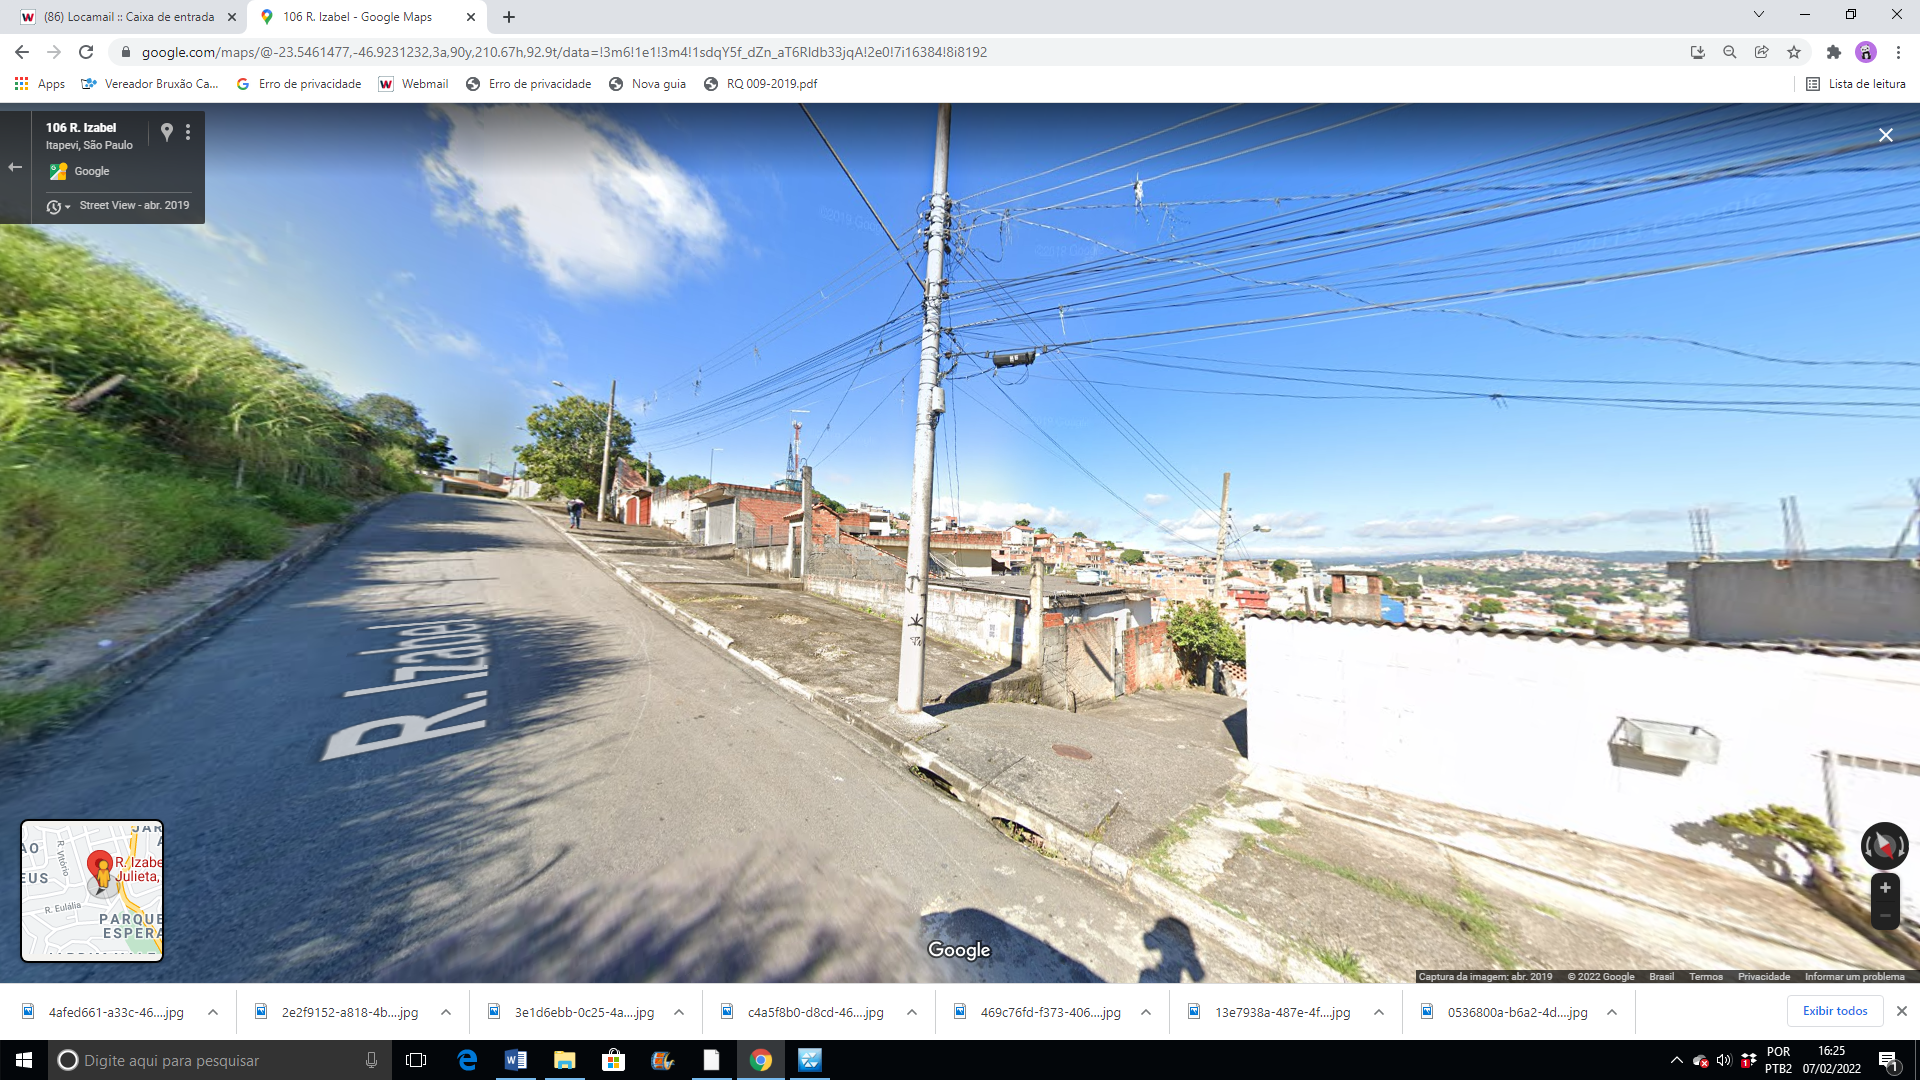 (86) Locamail :: Caixa de entrada
106 R. Izabel - Google Maps
google.com/maps/@-23.5461477,-46.9231232,3a,90y,210.67h,92.9t/data=!3m6!1e1!3m4!1sdqY5f_dZn_aT6RIdb33jqA!2e0!7i16384!8i8192
Apps
Vereador Bruxão Ca...
Erro de privacidade
Webmail
Erro de privacidade
Nova guia
RQ 009-2019.pdf
Lista de leitura
106 R. Izabel
Itapevi, São Paulo
Google
Street View - abr. 2019
R. Izabel
JAR
R. Vitório
R. Izabe
Julieta,
EUS
R. Eulália
PARQUE
ESPERA
Google
Captura da imagem: abr. 2019
© 2022 Google
Brasil
Termos
Privacidade
Informar um problema
4afed661-a33c-46....jpg
2e2f9152-a818-4b....jpg
3e1d6ebb-0c25-4a....jpg
c4a5f8b0-d8cd-46....jpg
469c76fd-f373-406....jpg
13e7938a-487e-4f....jpg
0536800a-b6a2-4d....jpg
Exibir todos
Digite aqui para pesquisar
POR
PTB2
16:25
07/02/2022
1